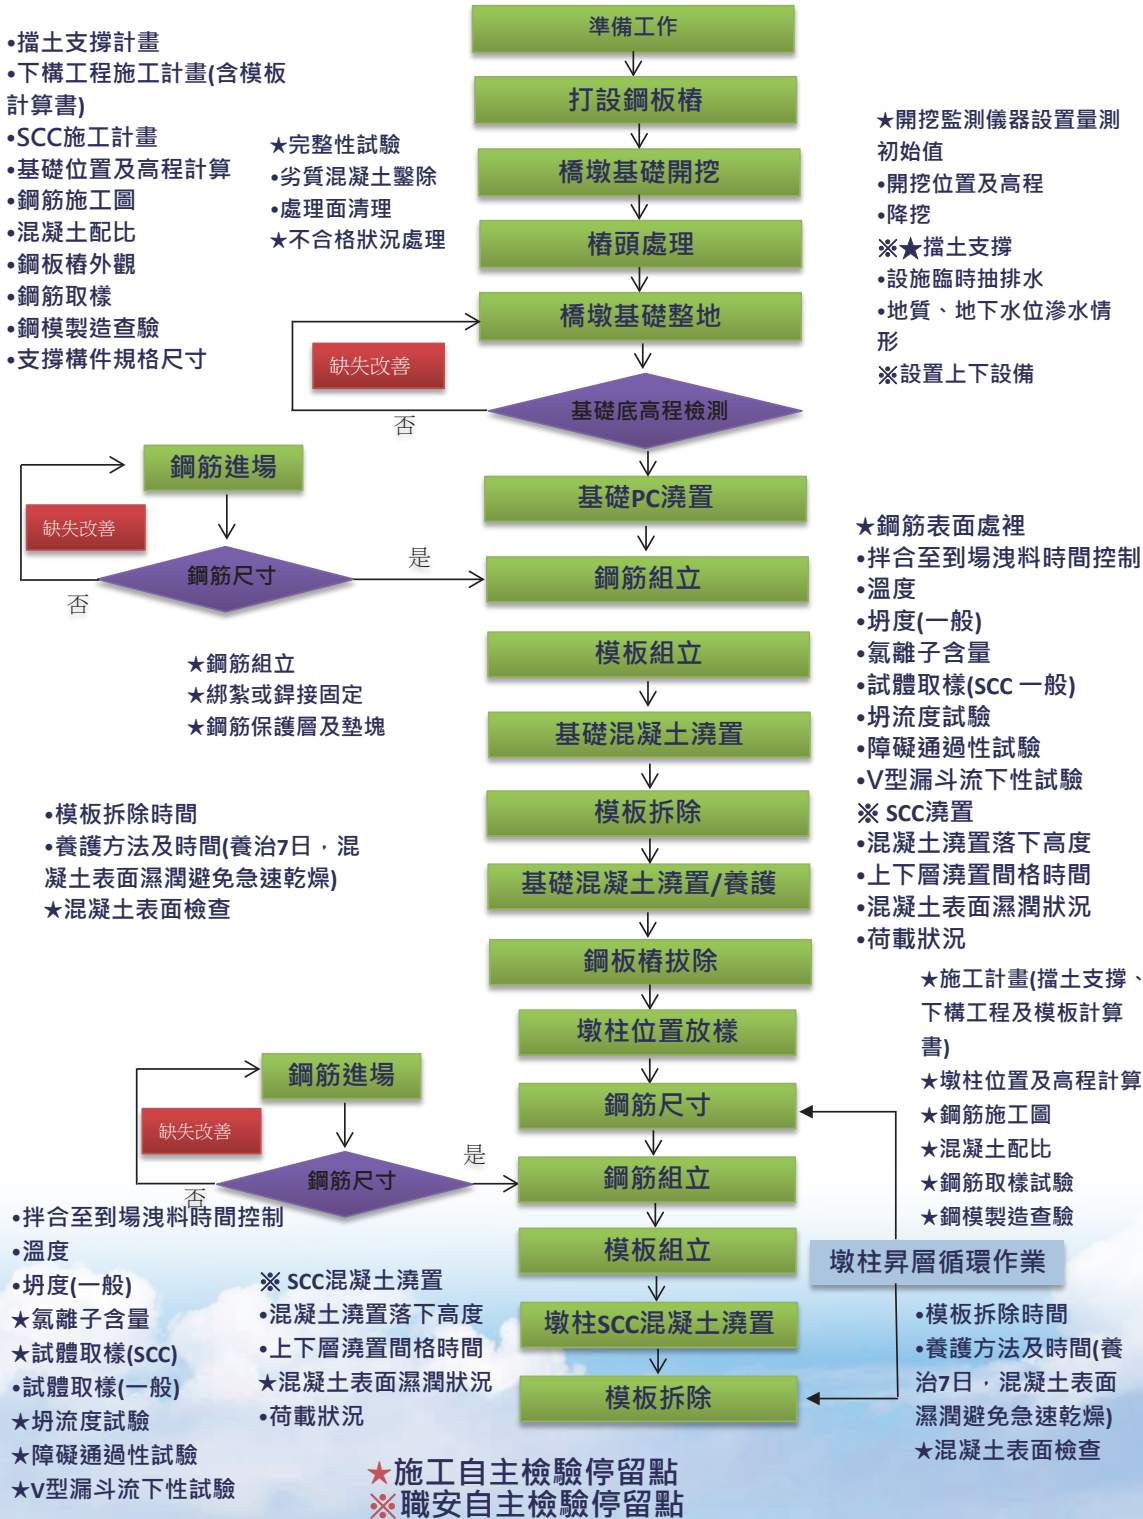 準備工作
•擋土支撐計畫
•下構工程施工計畫(含模板
計算書)
•SCC施工計畫
•基礎位置及高程計算
•鋼筋施工圖
•混凝土配比
•鋼板樁外觀
•鋼筋取樣
•鋼模製造查驗
•支撐構件規格尺寸
打設鋼板樁
★完整性試驗
•劣質混凝土鑿除
•處理面清理
★不合格狀況處理
橋墩基礎開挖
樁頭處理
橋墩基礎整地
★開挖監測儀器設置量測
初始值
•開挖位置及高程
•降挖
※★擋土支撐
•設施臨時抽排水
•地質、地下水位滲水情
形
※設置上下設備
缺失改善
基礎底高程檢測
否
鋼筋進場
基礎PC澆置
缺失改善
鋼筋尺寸
是
否
鋼筋組立
★鋼筋表面處裡
•拌合至到場洩料時間控制
•溫度
•坍度(一般)
•氯離子含量
•試體取樣(SCC 一般)
•坍流度試驗
•障礙通過性試驗
•V型漏斗流下性試驗
※ SCC澆置
•混凝土澆置落下高度
•上下層澆置間格時間
•混凝土表面濕潤狀況
•荷載狀況
模板組立
★鋼筋組立
★綁紮或銲接固定
★鋼筋保護層及墊塊
基礎混凝土澆置
模板拆除
•模板拆除時間
•養護方法及時間(養治7日，混
凝土表面濕潤避免急速乾燥)
★混凝土表面檢查
基礎混凝土澆置/養護
鋼板樁拔除
墩柱位置放樣
★施工計畫(擋土支撐、
下構工程及模板計算
書)
★墩柱位置及高程計算
★鋼筋施工圖
★混凝土配比
★鋼筋取樣試驗
★鋼模製造查驗
鋼筋進場
鋼筋尺寸
缺失改善
是
鋼筋尺寸
否
鋼筋組立
模板組立
墩柱昇層循環作業
•拌合至到場洩料時間控制
•溫度
•坍度(一般)
★氯離子含量
★試體取樣(SCC)
•試體取樣(一般)
★坍流度試驗
★障礙通過性試驗
★V型漏斗流下性試驗
※ SCC混凝土澆置
•混凝土澆置落下高度
•上下層澆置間格時間
★混凝土表面濕潤狀況
•荷載狀況
墩柱SCC混凝土澆置
模板拆除
•模板拆除時間
•養護方法及時間(養
治7日，混凝土表面
濕潤避免急速乾燥)
★混凝土表面檢查
★施工自主檢驗停留點
※職安自主檢驗停留點